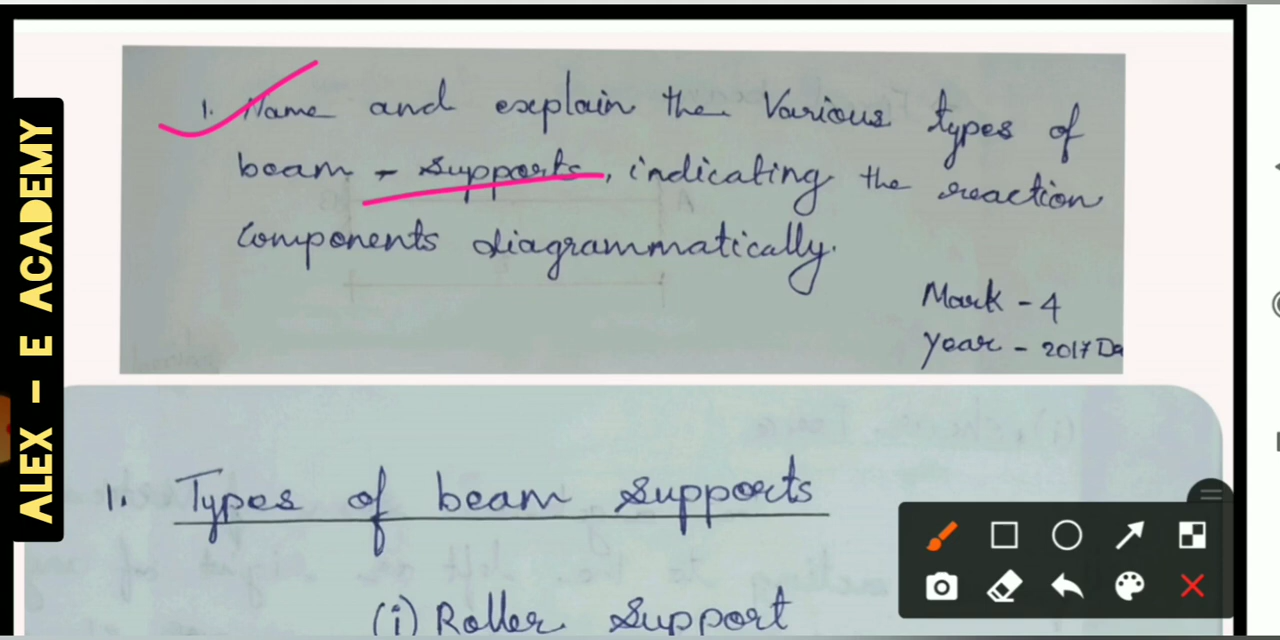 ALEX - E ACADEMY
1. Name and explain the Various types of
beam - supports, indicating the reaction
components diagrammatically.
Mark - 4
Year - 2017 De
1. Types of beam supports
(i) Roller Support